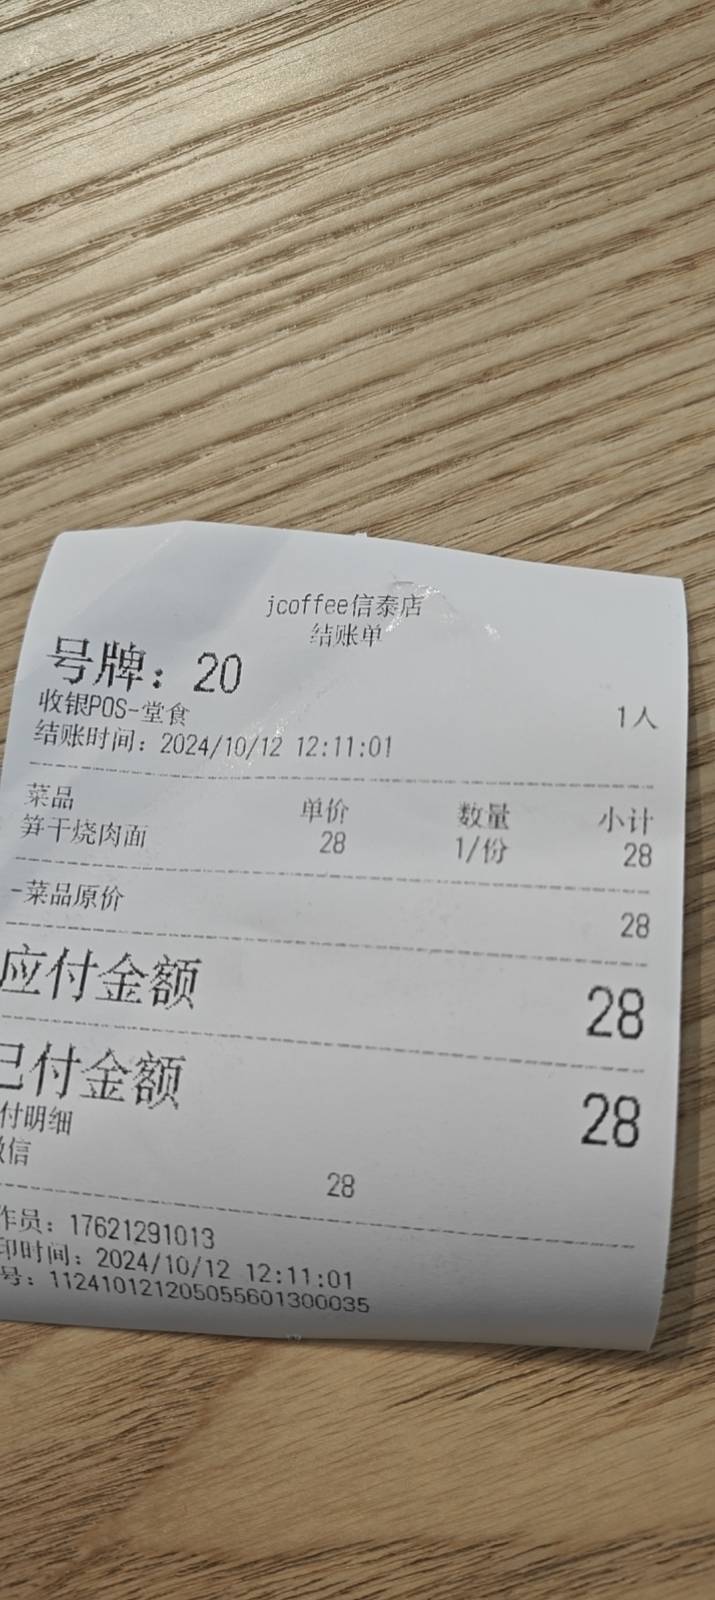 jcoffee信泰店
结账单
号牌：20
收银POS-堂食 1人
结账时间：2024/10/12 12:11:01
菜品 单价 数量 小计
笋干烧肉面 28 1/份 28
-菜品原价 28
应付金额 28
已付金额 28
付明细
微信 28
作员：17621291013
印时间：2024/10/12 12:11:01
号：1124101212050555601300035